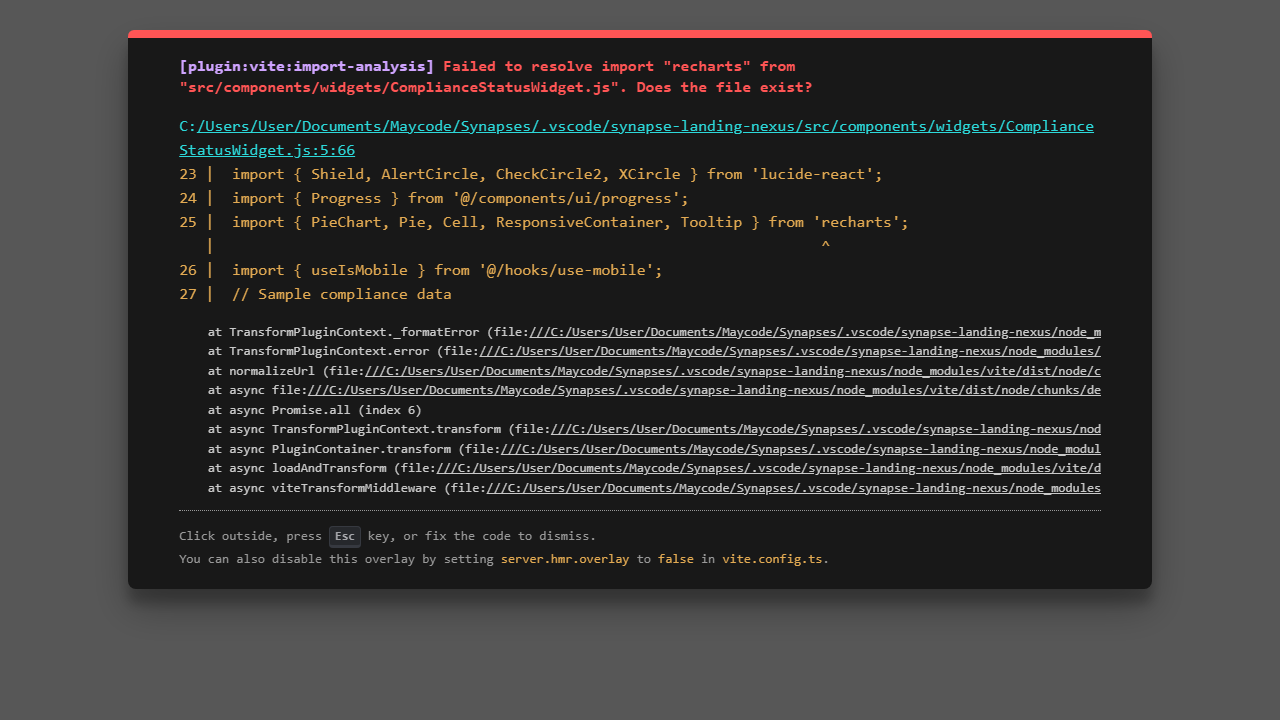 [plugin:vite:import-analysis] Failed to resolve import "recharts" from
"src/components/widgets/ComplianceStatusWidget.js". Does the file exist?
C:/Users/User/Documents/Maycode/Synapses/.vscode/synapse-landing-nexus/src/components/widgets/Compliance
StatusWidget.js:5:66
23 |  import { Shield, AlertCircle, CheckCircle2, XCircle } from 'lucide-react';
24 |  import { Progress } from '@/components/ui/progress';
25 |  import { PieChart, Pie, Cell, ResponsiveContainer, Tooltip } from 'recharts';
   |                                                                     ^
26 |  import { useIsMobile } from '@/hooks/use-mobile';
27 |  // Sample compliance data
at TransformPluginContext._formatError (file:///C:/Users/User/Documents/Maycode/Synapses/.vscode/synapse-landing-nexus/node_m
at TransformPluginContext.error (file:///C:/Users/User/Documents/Maycode/Synapses/.vscode/synapse-landing-nexus/node_modules/
at normalizeUrl (file:///C:/Users/User/Documents/Maycode/Synapses/.vscode/synapse-landing-nexus/node_modules/vite/dist/node/c
at async file:///C:/Users/User/Documents/Maycode/Synapses/.vscode/synapse-landing-nexus/node_modules/vite/dist/node/chunks/de
at async Promise.all (index 6)
at async TransformPluginContext.transform (file:///C:/Users/User/Documents/Maycode/Synapses/.vscode/synapse-landing-nexus/nod
at async PluginContainer.transform (file:///C:/Users/User/Documents/Maycode/Synapses/.vscode/synapse-landing-nexus/node_modul
at async loadAndTransform (file:///C:/Users/User/Documents/Maycode/Synapses/.vscode/synapse-landing-nexus/node_modules/vite/d
at async viteTransformMiddleware (file:///C:/Users/User/Documents/Maycode/Synapses/.vscode/synapse-landing-nexus/node_modules
Click outside, press Esc key, or fix the code to dismiss.
You can also disable this overlay by setting server.hmr.overlay to false in vite.config.ts.